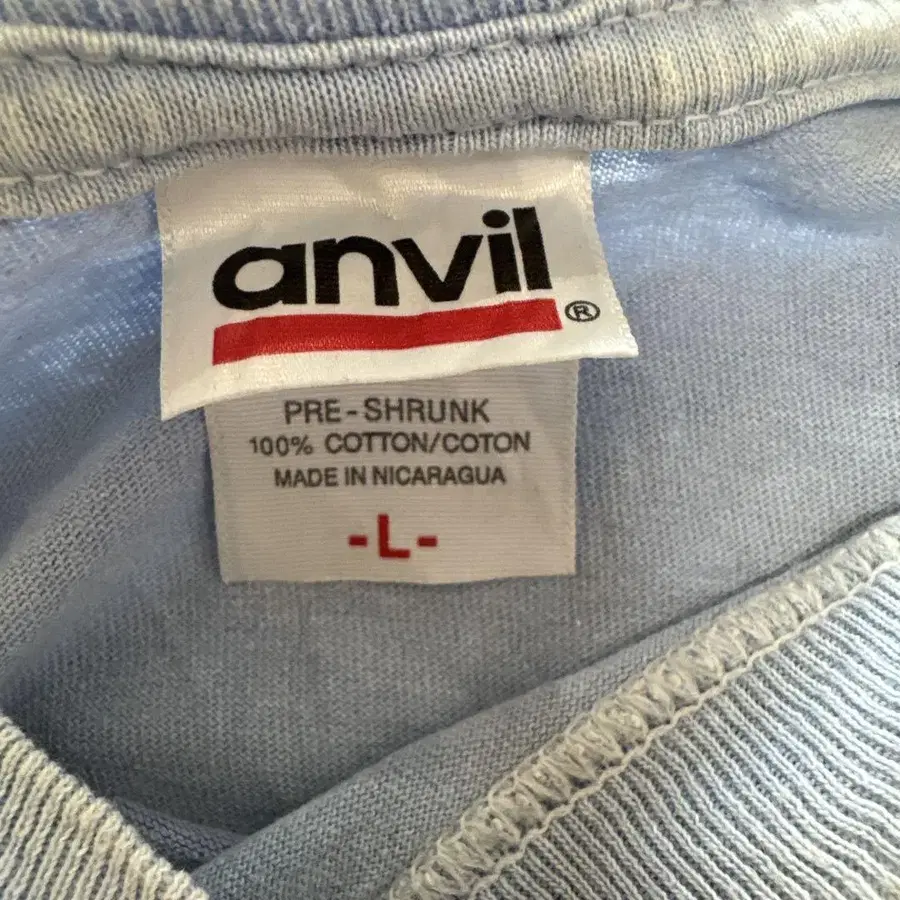 anvil ®
PRE-SHRUNK
100% COTTON/COTON
MADE IN NICARAGUA
-L-